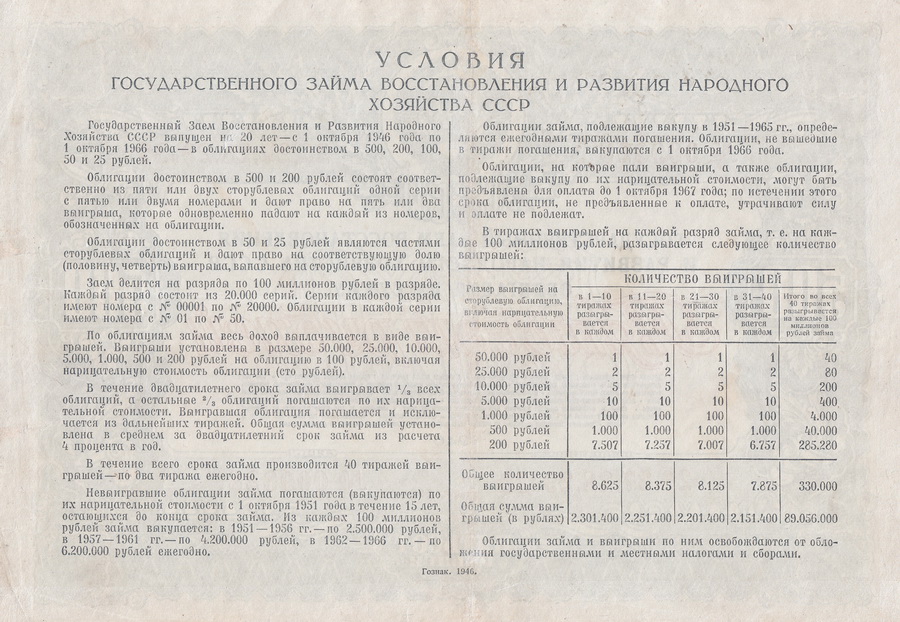 УСЛОВИЯ
ГОСУДАРСТВЕННОГО ЗАЙМА ВОССТАНОВЛЕНИЯ И РАЗВИТИЯ НАРОДНОГО
ХОЗЯЙСТВА СССР
Государственный Заем Восстановления и Развития Народного
Хозяйства СССР выпущен на 20 лет—с 1 октября 1946 года по
1 октября 1966 года—в облигациях достоинством в 500, 200, 100,
50 и 25 рублей.
Облигации достоинством в 500 и 200 рублей состоят соответ-
ственно из пяти или двух сторублевых облигаций одной серии
с пятью или двумя номерами и дают право на пять или два
выигрыша, которые одновременно падают на каждый из номеров,
обозначенных на облигации.
Облигации достоинством в 50 и 25 рублей являются частями
сторублевых облигаций и дают право на соответствующую долю
(половину, четверть) выигрыша, выпавшего на сторублевую облигацию.
Заем делится на разряды по 100 миллионов рублей в разряде.
Каждый разряд состоит из 20.000 серий. Серии каждого разряда
имеют номера с № 00001 по № 20000. Облигации в каждой серии
имеют номера с № 01 по № 50.
По облигациям займа весь доход выплачивается в виде выи-
грышей. Выигрыши установлены в размере 50.000, 25.000, 10.000,
5.000, 1.000, 500 и 200 рублей на облигацию в 100 рублей, включая
нарицательную стоимость облигации (сто рублей).
В течение двадцатилетнего срока займа выигрывает 1/3 всех
облигаций, а остальные 2/3 облигаций погашаются по их нарица-
тельной стоимости. Выигравшая облигация погашается и исклю-
чается из дальнейших тиражей. Общая сумма выигрышей устано-
влена в среднем за двадцатилетний срок займа из расчета
4 процента в год.
В течение всего срока займа производится 40 тиражей выи-
грышей—по два тиража ежегодно.
Невыигравшие облигации займа погашаются (выкупаются) по
их нарицательной стоимости с 1 октября 1951 года в течение 15 лет,
остающихся до конца срока займа. Из каждых 100 миллионов
рублей займа выкупается: в 1951—1956 гг.—по 2.500.000 рублей,
в 1957—1961 гг.—по 4.200.000 рублей, в 1962—1966 гг.—по
6.200.000 рублей ежегодно.
Облигации займа, подлежащие выкупу в 1951—1965 гг., опреде-
ляются ежегодными тиражами погашения. Облигации, не вышедшие
в тиражи погашения, выкупаются с 1 октября 1966 года.
Облигации, на которые пали выигрыши, а также облигации,
подлежащие выкупу по их нарицательной стоимости, могут быть
предъявлены для оплаты до 1 октября 1967 года; по истечении этого
срока облигации, не предъявленные к оплате, утрачивают силу
и оплате не подлежат.
В тиражах выигрышей на каждый разряд займа, т. е. на каж-
дые 100 миллионов рублей, разыгрывается следующее количество
выигрышей:
Размер выигрышей на сторублевую облигацию, включая нарицательную стоимость облигации
КОЛИЧЕСТВО ВЫИГРЫШЕЙ
в 1—10 тиражах разыгры-вается в каждом
в 11—20 тиражах разыгры-вается в каждом
в 21—30 тиражах разыгры-вается в каждом
в 31—40 тиражах разыгры-вается в каждом
Итого во всех 40 тиражах разыгрывается на каждые 100 миллионов рублей займа
50.000 рублей 1 1 1 1 40
25.000 рублей 2 2 2 2 80
10.000 рублей 5 5 5 5 200
5.000 рублей 10 10 10 10 400
1.000 рублей 100 100 100 100 4.000
500 рублей 1.000 1.000 1.000 1.000 40.000
200 рублей 7.507 7.257 7.007 6.757 285.280
Общее количество
выигрышей 8.625 8.375 8.125 7.875 330.000
Общая сумма выи-
грышей (в рублях) 2.301.400 2.251.400 2.201.400 2.151.400 89.056.000
Облигации займа и выигрыши по ним освобождаются от обло-
жения государственными и местными налогами и сборами.
Гознак. 1946.